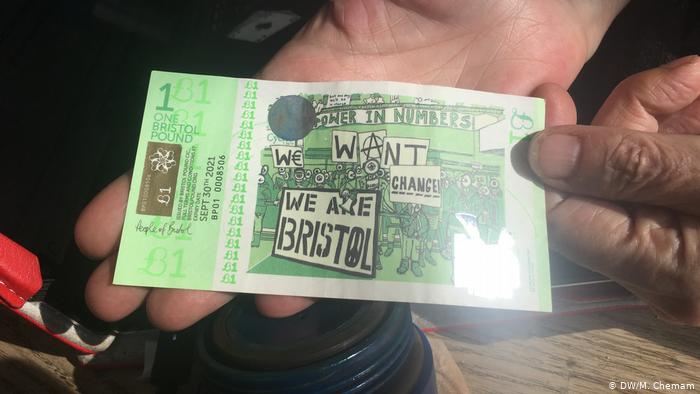 1
£1
ONE
BRISTOL
POUND
£1
SEPT 30TH 2021
BP01 0008506
People of Bristol
£1
POWER IN NUMBERS
WE WANT
CHANGE!
WE ARE
BRISTOL
£1
© DW/M. Chemam